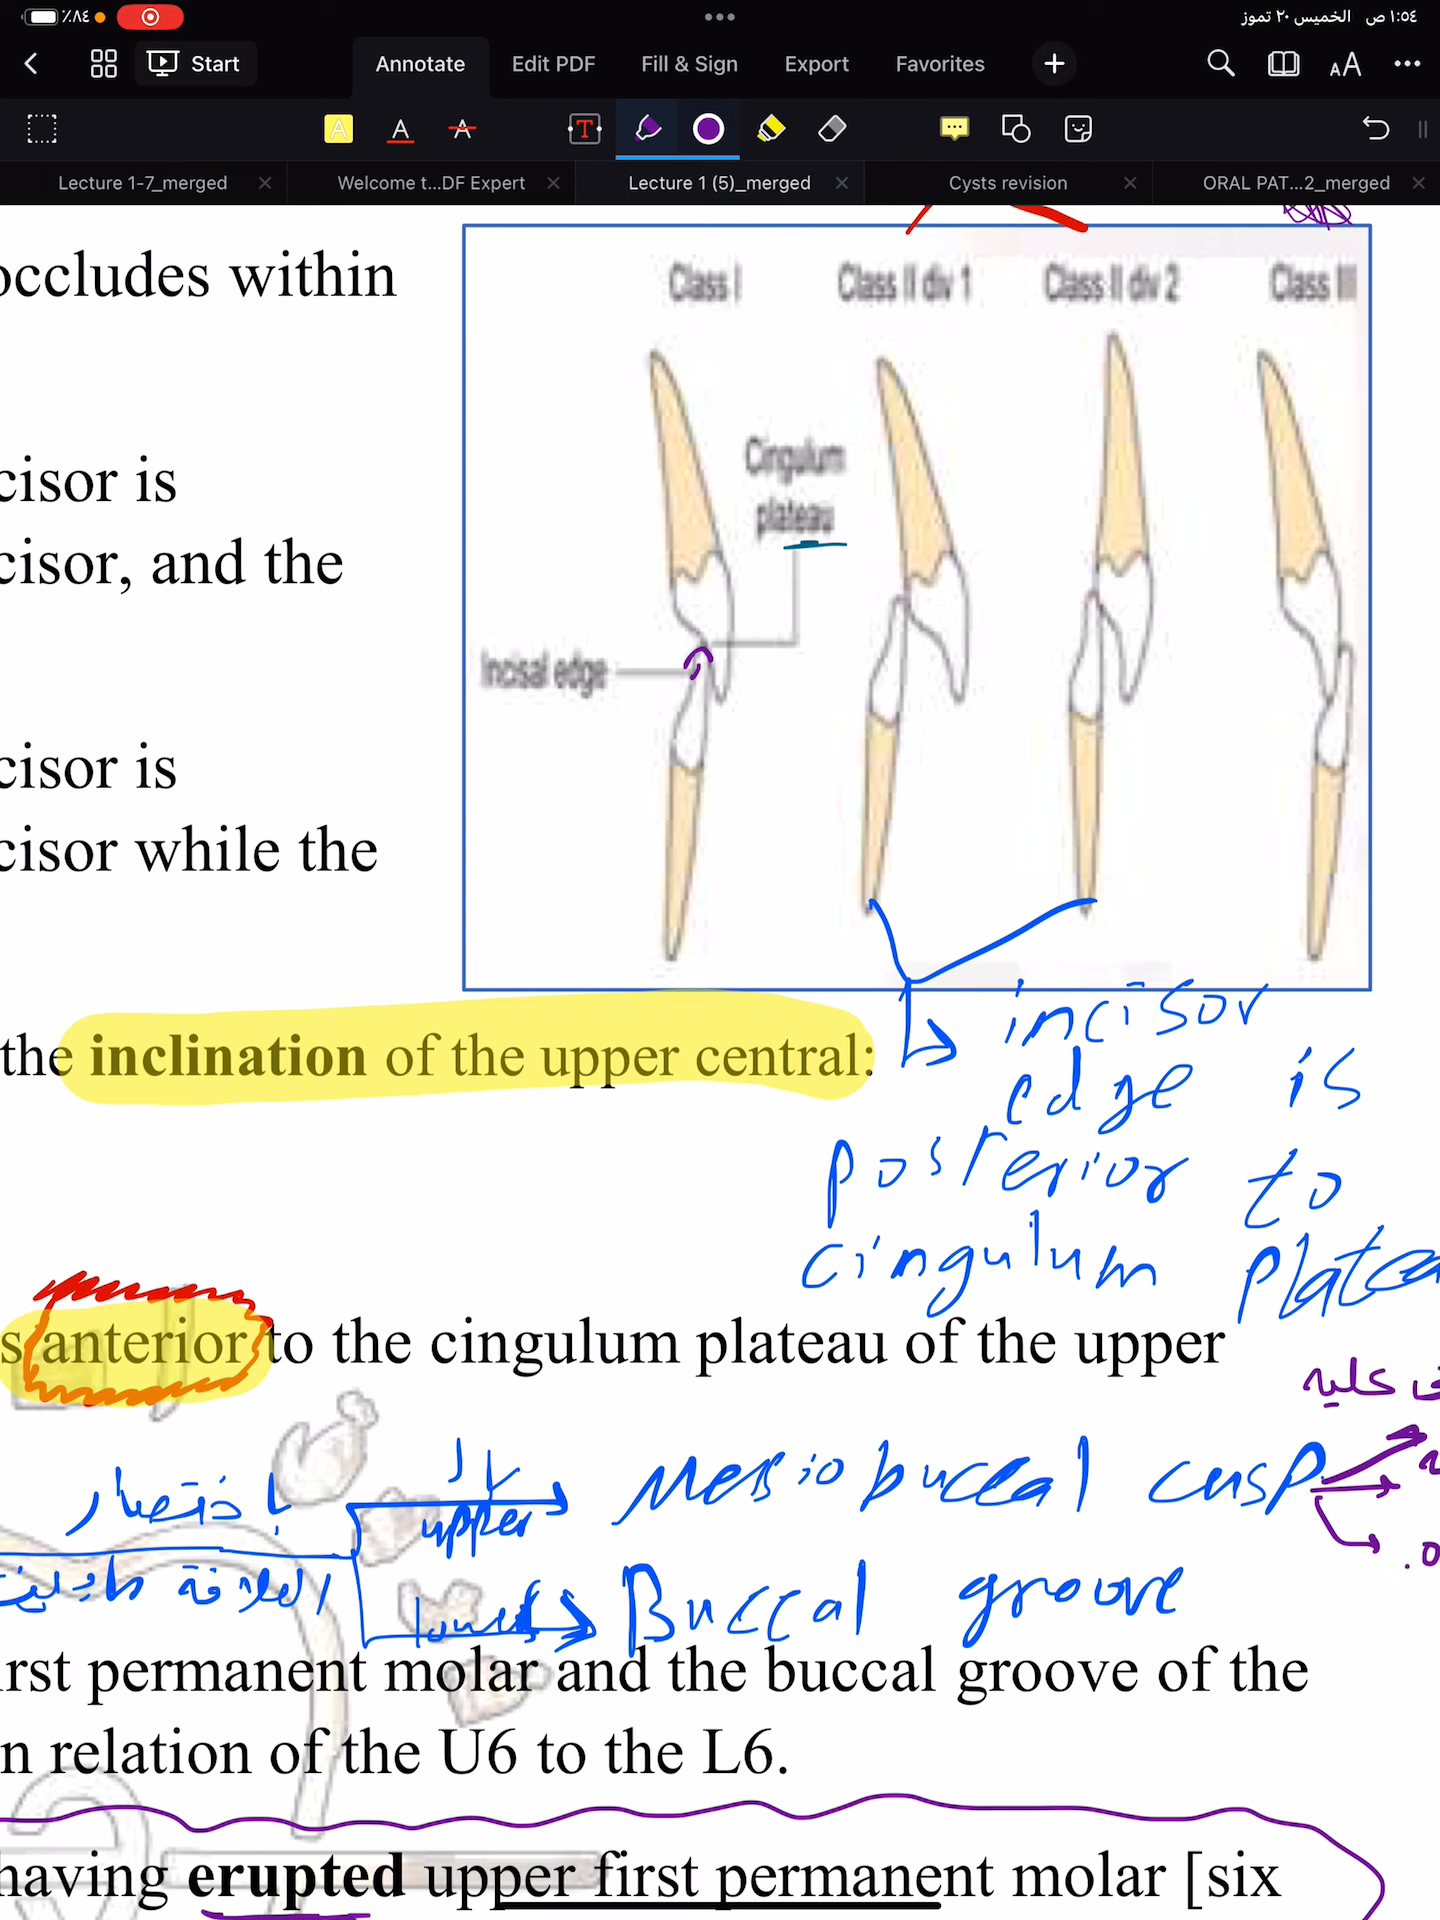 ٪٨٤ ١:٥٤ ص الخميس ٢٠ تموز
Start Annotate Edit PDF Fill & Sign Export Favorites
Lecture 1-7_merged Welcome t...DF Expert Lecture 1 (5)_merged Cysts revision ORAL PAT...2_merged
occludes within
Class I Class II div 1 Class II div 2 Class III
Cingulum
plateau
cisor is
cisor, and the
Incisal edge
cisor is
cisor while the
the inclination of the upper central:
incisor
edge is
posterior to
cingulum platea
s anterior to the cingulum plateau of the upper
باختصار
upper Mesiobuccal cusp
العلاقة
lower Buccal groove
irst permanent molar and the buccal groove of the
n relation of the U6 to the L6.
having erupted upper first permanent molar [six